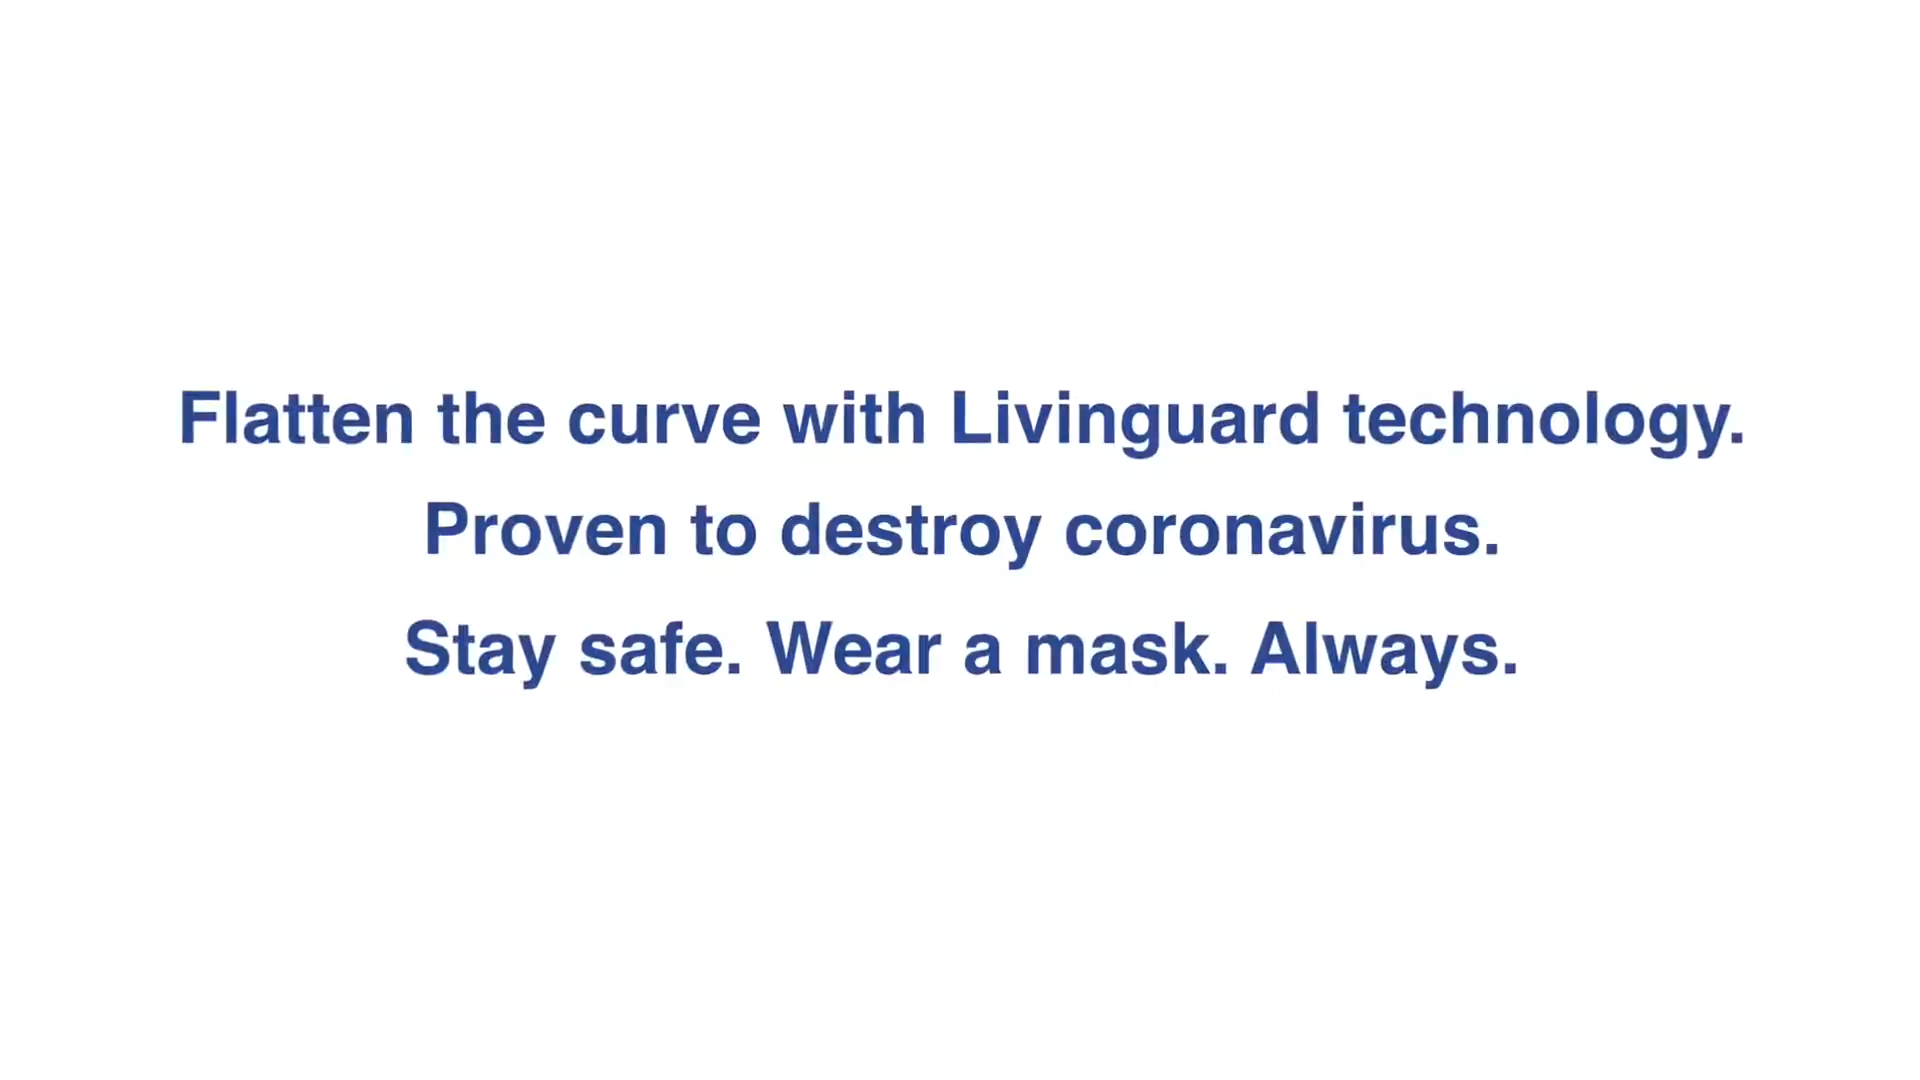 Flatten the curve with Livinguard technology.
Proven to destroy coronavirus.
Stay safe. Wear a mask. Always.